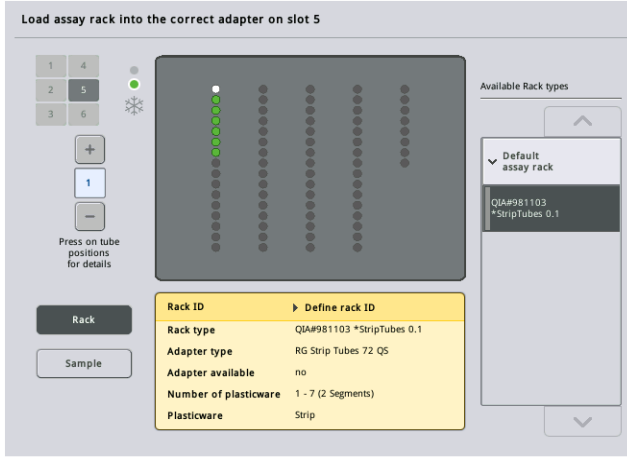 Load assay rack into the correct adapter on slot 5
1 4
2 5
3 6
+
1
−
Press on tube
positions
for details
Rack
Sample
Rack ID Define rack ID
Rack type QIA#981103 *StripTubes 0.1
Adapter type RG Strip Tubes 72 QS
Adapter available no
Number of plasticware 1 - 7 (2 Segments)
Plasticware Strip
Available Rack types
Default
assay rack
QIA#981103
*StripTubes 0.1